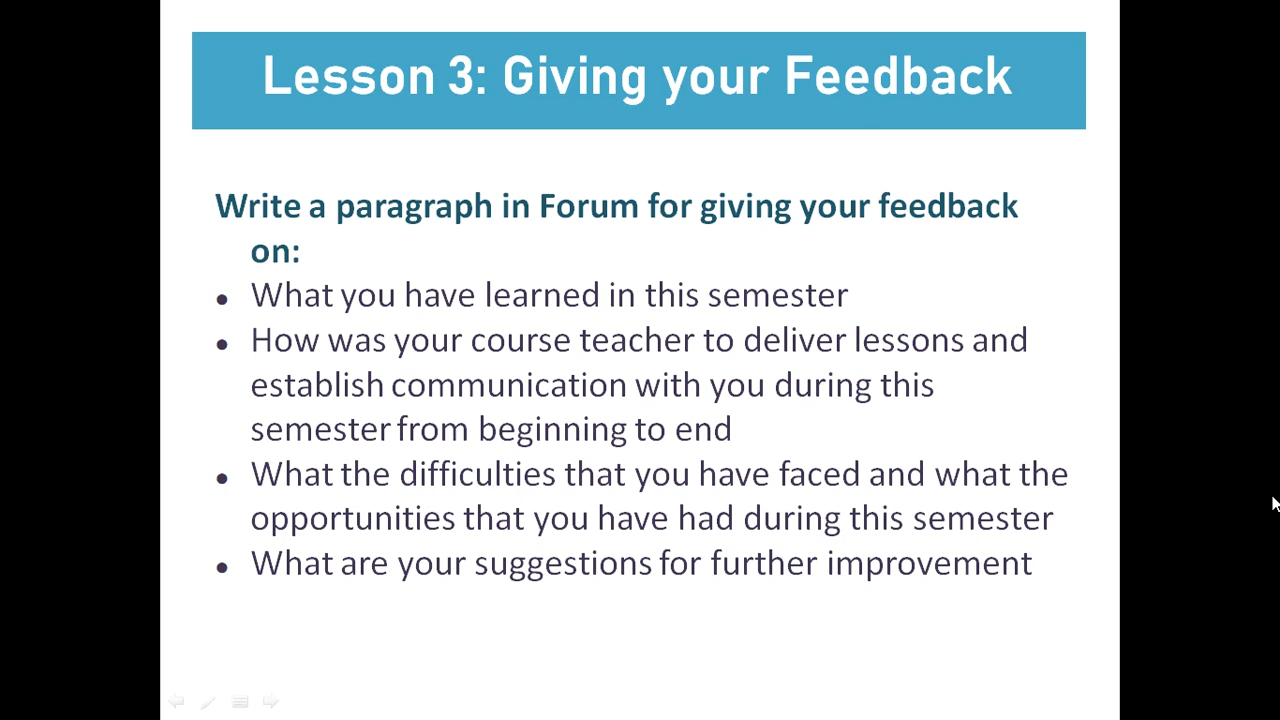 Lesson 3: Giving your Feedback
Write a paragraph in Forum for giving your feedback
on:
● What you have learned in this semester
● How was your course teacher to deliver lessons and
establish communication with you during this
semester from beginning to end
● What the difficulties that you have faced and what the
opportunities that you have had during this semester
● What are your suggestions for further improvement